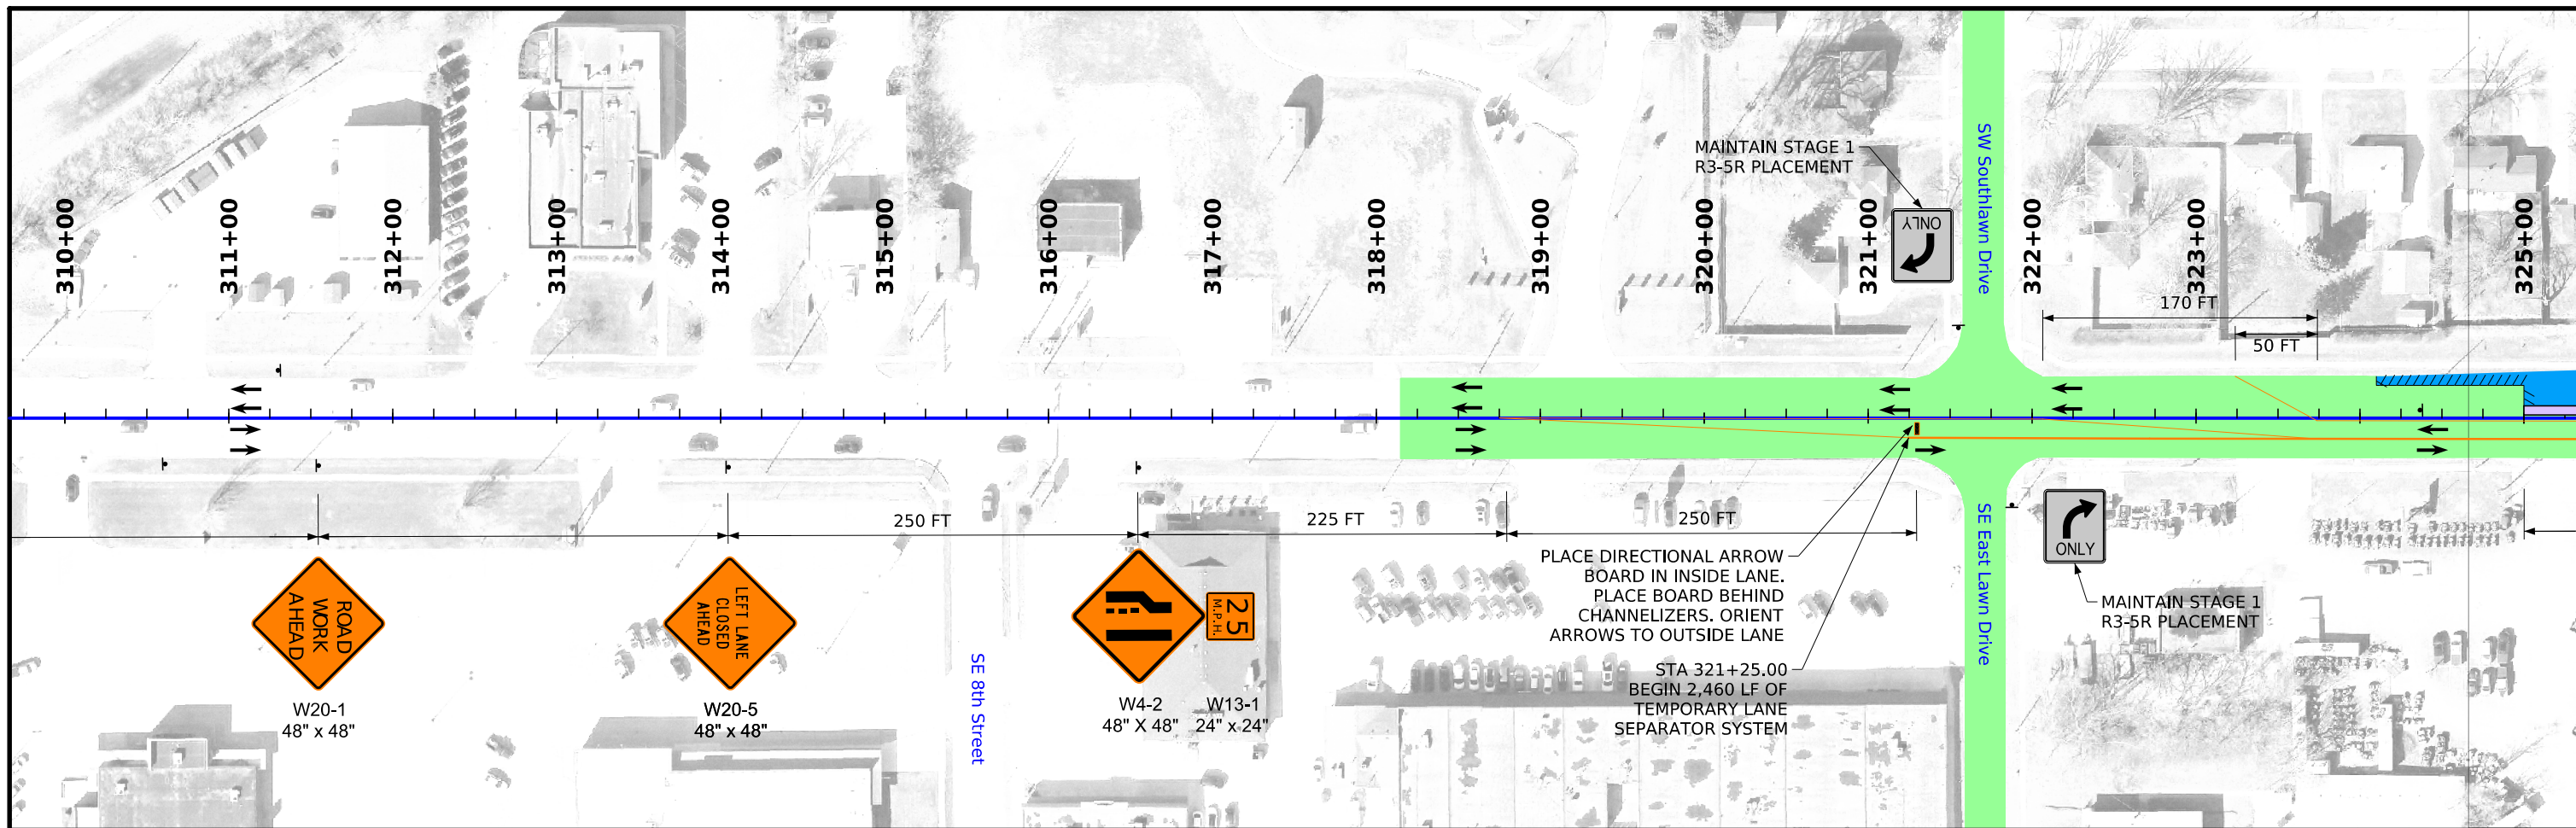 310+00
311+00
312+00
313+00
314+00
315+00
316+00
317+00
318+00
319+00
320+00
321+00
322+00
323+00
325+00
MAINTAIN STAGE 1
R3-5R PLACEMENT
ONLY
SW Southlawn Drive
170 FT
50 FT
250 FT
225 FT
250 FT
ROAD
WORK
AHEAD
W20-1
48" x 48"
LEFT LANE
CLOSED
AHEAD
W20-5
48" x 48"
SE 8th Street
25
M.P.H.
W4-2
48" X 48"
W13-1
24" x 24"
PLACE DIRECTIONAL ARROW
BOARD IN INSIDE LANE.
PLACE BOARD BEHIND
CHANNELIZERS. ORIENT
ARROWS TO OUTSIDE LANE
STA 321+25.00
BEGIN 2,460 LF OF
TEMPORARY LANE
SEPARATOR SYSTEM
SE East Lawn Drive
ONLY
MAINTAIN STAGE 1
R3-5R PLACEMENT